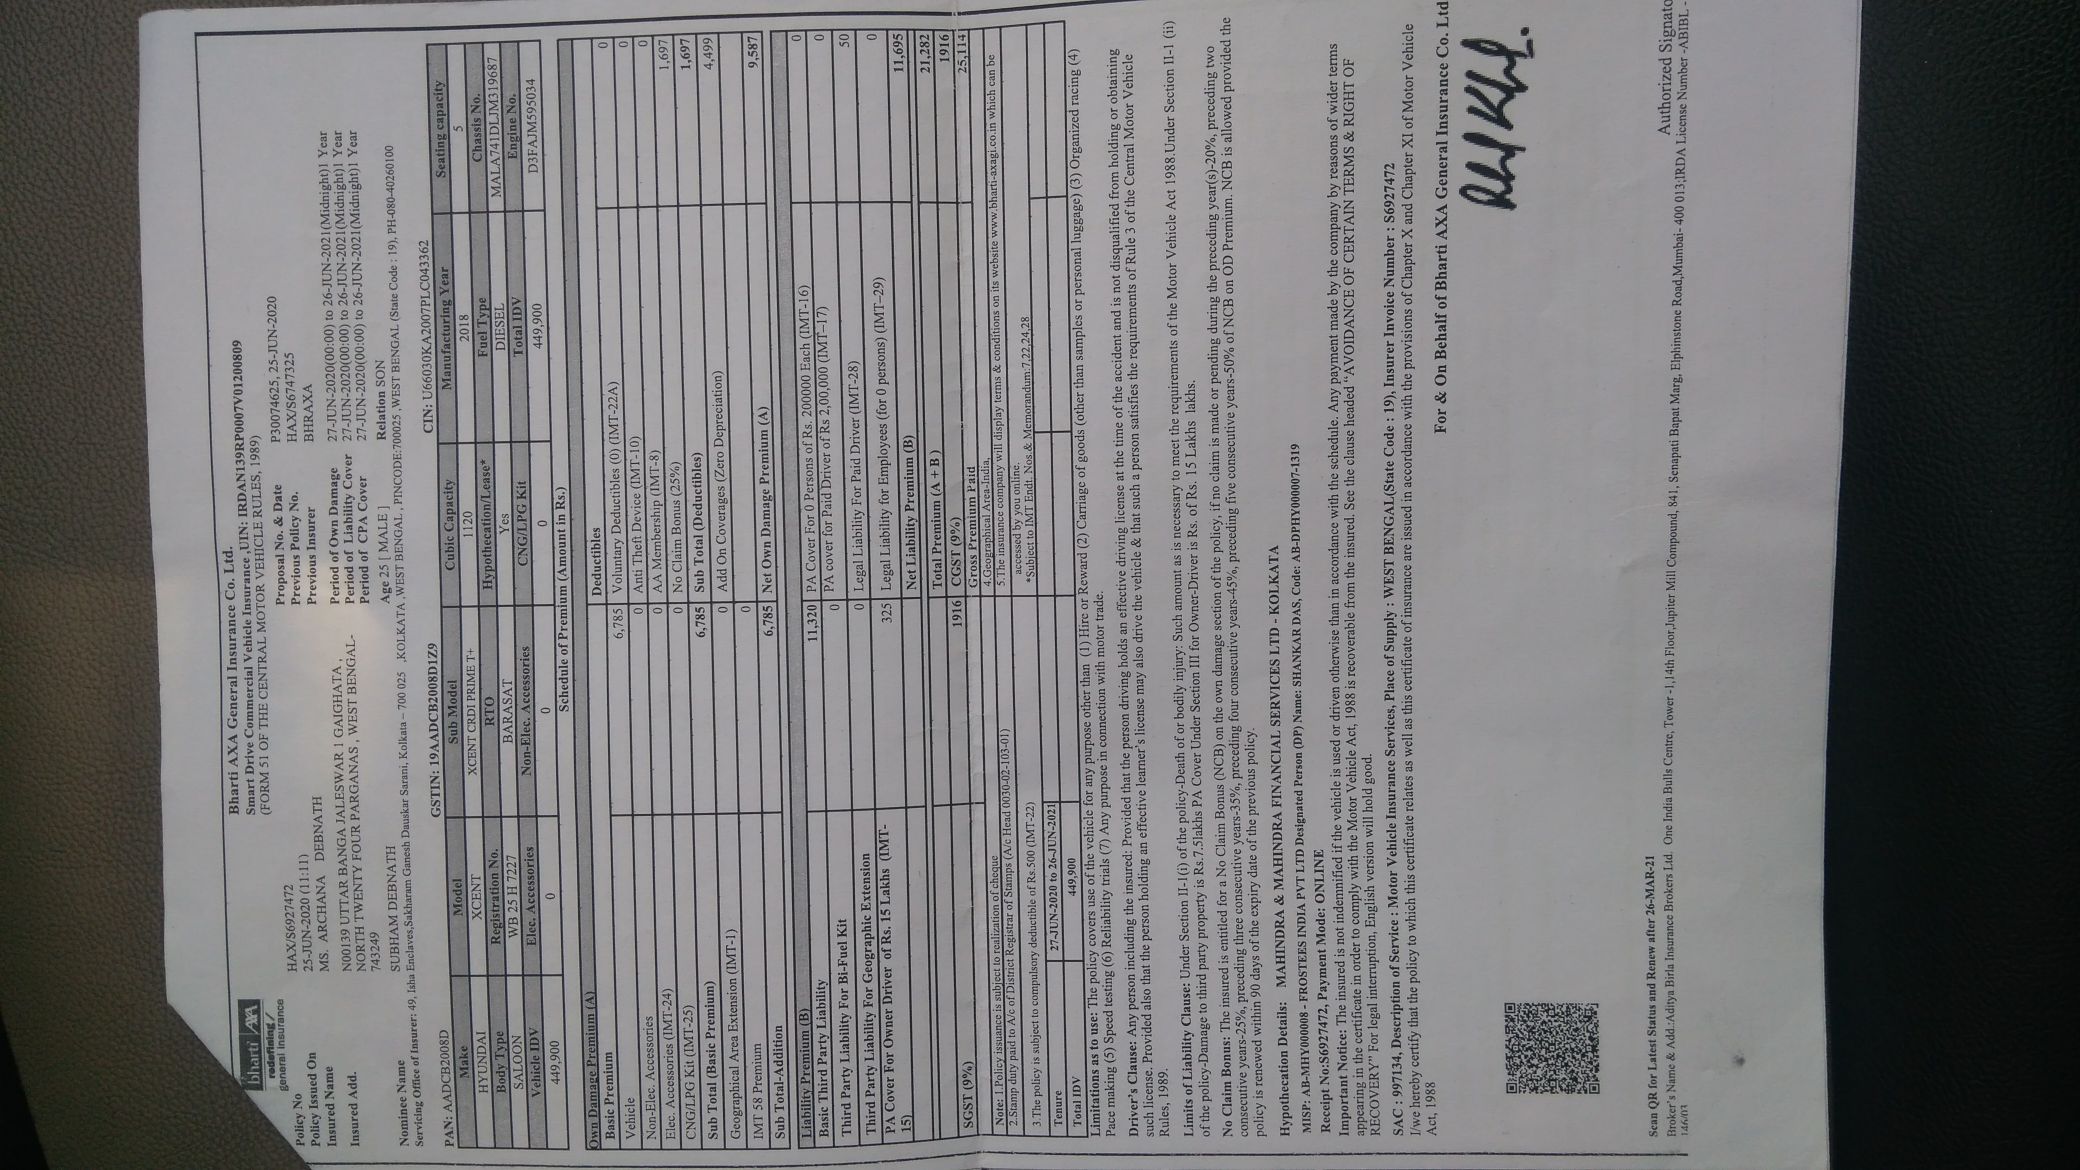 bharti AXA
redefining/
general insurance
Bharti AXA General Insurance Co. Ltd.
Smart Drive Commercial Vehicle Insurance ,UIN: IRDAN139RP0007V01200809
(FORM 51 OF THE CENTRAL MOTOR VEHICLE RULES, 1989)
Policy No HAX/S6927472 Proposal No. & Date P30074625, 25-JUN-2020
Policy Issued On 25-JUN-2020 (11:11) Previous Policy No. HAX/S6747325
Insured Name MS. ARCHANA DEBNATH Previous Insurer BHRAXA
Insured Add. N00139 UTTAR BANGA JALESWAR 1 GAIGHATA , Period of Own Damage 27-JUN-2020(00:00) to 26-JUN-2021(Midnight)1 Year
NORTH TWENTY FOUR PARGANAS , WEST BENGAL- Period of Liability Cover 27-JUN-2020(00:00) to 26-JUN-2021(Midnight)1 Year
743249 Period of CPA Cover 27-JUN-2020(00:00) to 26-JUN-2021(Midnight)1 Year
Nominee Name SUBHAM DEBNATH Age 25 [ MALE ] Relation SON
Servicing Office of Insurer: 49, Isha Enclaves,Sakharam Ganesh Dauskar Sarani, Kolkata – 700 025 ,KOLKATA ,WEST BENGAL , PINCODE:700025 ,WEST BENGAL (State Code : 19), PH-080-40260100
PAN: AADCB2008D GSTIN: 19AADCB2008D1Z9 CIN: U66030KA2007PLC043362
Make Model Sub Model Cubic Capacity Manufacturing Year Seating capacity
HYUNDAI XCENT XCENT CRDI PRIME T+ 1120 2018 5
Body Type Registration No. RTO Hypothecation/Lease* Fuel Type Chassis No.
SALOON WB 25 H 7227 BARASAT Yes DIESEL MALA741DLJM319687
Vehicle IDV Elec. Accessories Non-Elec. Accessories CNG/LPG Kit Total IDV Engine No.
449,900 0 0 0 449,900 D3FAJM595034
Schedule of Premium (Amount in Rs.)
Own Damage Premium (A) Deductibles 0
Basic Premium 6,785 Voluntary Deductibles (0) (IMT-22A) 0
Vehicle 0 Anti Theft Device (IMT-10) 0
Non-Elec. Accessories 0 AA Membership (IMT-8) 1,697
Elec. Accessories (IMT-24) 0 No Claim Bonus (25%) 1,697
CNG/LPG Kit (IMT-25) 6,785 Sub Total (Deductibles) 4,499
Sub Total (Basic Premium) 0 Add On Coverages (Zero Depreciation)
Geographical Area Extension (IMT-1) 0
IMT 58 Premium 6,785 Net Own Damage Premium (A) 9,587
Sub Total-Addition
Liability Premium (B) 11,320 PA Cover For 0 Persons of Rs. 200000 Each (IMT-16) 0
Basic Third Party Liability 0 PA cover for Paid Driver of Rs 2,00,000 (IMT–17) 0
Third Party Liability For Bi-Fuel Kit 0 Legal Liability For Paid Driver (IMT-28) 50
Third Party Liability For Geographic Extension 325 Legal Liability for Employees (for 0 persons) (IMT–29) 0
PA Cover For Owner Driver of Rs. 15 Lakhs (IMT-15) Net Liability Premium (B) 11,695
Total Premium (A + B ) 21,282
SGST (9%) 1916 CGST (9%) 1916
Gross Premium Paid 25,114
Note: 1.Policy issuance is subject to realization of cheque 4.Geographical Area-India,
2.Stamp duty paid to A/c of District Registrar of Stamps (A/c Head 0030-02-103-01) 5.The insurance company will display terms & conditions on its website www.bharti-axagi.co.in which can be
accessed by you online.
3.The policy is subject to compulsory deductible of Rs.500 (IMT-22) *Subject to IMT Endt. Nos.& Memorandum:7,22,24,28
Tenure 27-JUN-2020 to 26-JUN-2021
Total IDV 449,900
Limitations as to use: The policy covers use of the vehicle for any purpose other than (1) Hire or Reward (2) Carriage of goods (other than samples or personal luggage) (3) Organized racing (4)
Pace making (5) Speed testing (6) Reliability trials (7) Any purpose in connection with motor trade.
Driver's Clause: Any person including the insured: Provided that the person driving holds an effective driving license at the time of the accident and is not disqualified from holding or obtaining
such license. Provided also that the person holding an effective learner's license may also drive the vehicle & that such a person satisfies the requirements of Rule 3 of the Central Motor Vehicle
Rules, 1989.
Limits of Liability Clause: Under Section II-1(i) of the policy-Death of or bodily injury: Such amount as is necessary to meet the requirements of the Motor Vehicle Act 1988.Under Section II-1 (ii)
of the policy-Damage to third party property is Rs.7.5lakhs PA Cover Under Section III for Owner-Driver is Rs. of Rs. 15 Lakhs lakhs.
No Claim Bonus: The insured is entitled for a No Claim Bonus (NCB) on the own damage section of the policy, if no claim is made or pending during the preceding year(s)-20%, preceding two
consecutive years-25%, preceding three consecutive years-35%, preceding four consecutive years-45%, preceding five consecutive years-50% of NCB on OD Premium. NCB is allowed provided the
policy is renewed within 90 days of the expiry date of the previous policy.
Hypothecation Details: MAHINDRA & MAHINDRA FINANCIAL SERVICES LTD - KOLKATA
MISP: AB-MHY000008 - FROSTEES INDIA PVT LTD Designated Person (DP) Name: SHANKAR DAS, Code: AB-DPHY0000007-1319
Receipt No:S6927472, Payment Mode: ONLINE
Important Notice: The insured is not indemnified if the vehicle is used or driven otherwise than in accordance with the schedule. Any payment made by the company by reasons of wider terms
appearing in the certificate in order to comply with the Motor Vehicle Act, 1988 is recoverable from the insured. See the clause headed "AVOIDANCE OF CERTAIN TERMS & RIGHT OF
RECOVERY" For legal interruption, English version will hold good.
SAC : 997134, Description of Service : Motor Vehicle Insurance Services, Place of Supply : WEST BENGAL(State Code : 19), Insurer Invoice Number : S6927472
I/we hereby certify that the policy to which this certificate relates as well as this certificate of insurance are issued in accordance with the provisions of Chapter X and Chapter XI of Motor Vehicle
Act, 1988
For & On Behalf of Bharti AXA General Insurance Co. Ltd
Authorized Signato
Scan QR for Latest Status and Renew after 26-MAR-21
Broker's Name & Add.:Aditya Birla Insurance Brokers Ltd. One India Bulls Centre, Tower -1,14th Floor,Jupiter Mill Compound, 841, Senapati Bapat Marg, Elphinstone Road,Mumbai- 400 013;IRDA License Number -ABIBL -
146/03